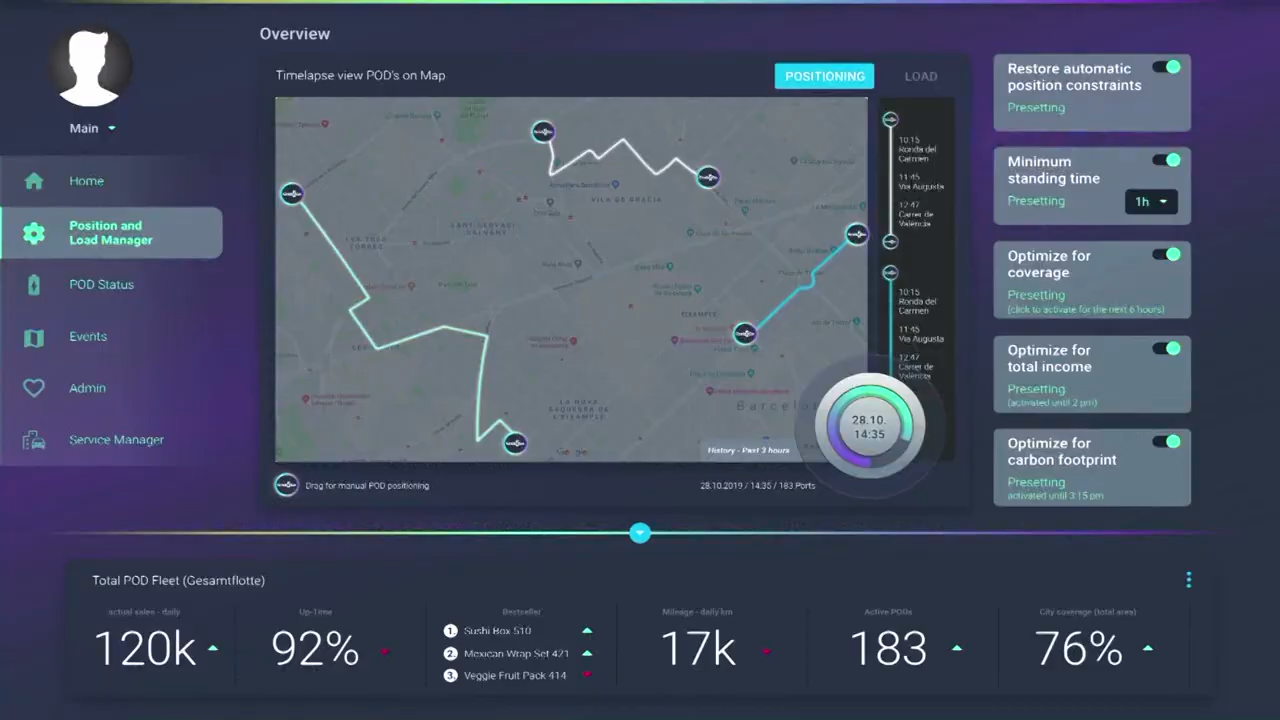 Overview
Main
Home
Position and
Load Manager
POD Status
Events
Admin
Service Manager
Timelapse view POD's on Map
POSITIONING
LOAD
VILA DE GRACIA
EIXAMPLE
LA NOVA
Barcelo
History - Past 3 hours
10:15
Ronda del
Carmen
11:45
Via Augusta
12:47
Carrer de
València
10:15
Ronda del
Carmen
11:45
Via Augusta
12:47
Carrer de
València
28.10.
14:35
Drag for manual POD positioning
28.10.2019 / 14:35 / 183 Ports
Restore automatic
position constraints
Presetting
Minimum
standing time
Presetting
1h
Optimize for
coverage
Presetting
(click to activate for the next 6 hours)
Optimize for
total income
Presetting
(activated until 2 pm)
Optimize for
carbon footprint
Presetting
activated until 3:15 pm
Total POD Fleet (Gesamtflotte)
actual sales - daily
120k
Up-Time
92%
Bestseller
1. Sushi Box 510
2. Mexican Wrap Set 421
3. Veggie Fruit Pack 414
Mileage - daily km
17k
Active PODs
183
City coverage (total area)
76%